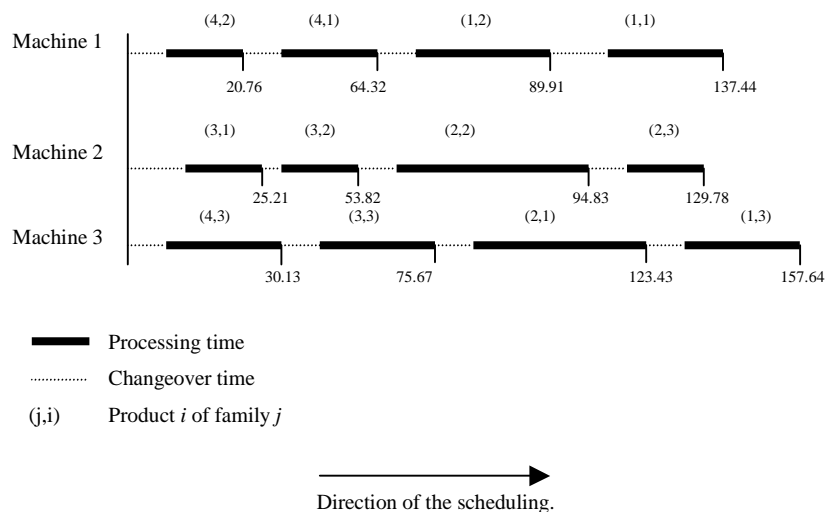 (4,2) (4,1) (1,2) (1,1)
Machine 1
20.76 64.32 89.91 137.44
(3,1) (3,2) (2,2) (2,3)
Machine 2
25.21 53.82 94.83 129.78
(4,3) (3,3) (2,1) (1,3)
Machine 3
30.13 75.67 123.43 157.64
Processing time
Changeover time
(j,i) Product i of family j
Direction of the scheduling.